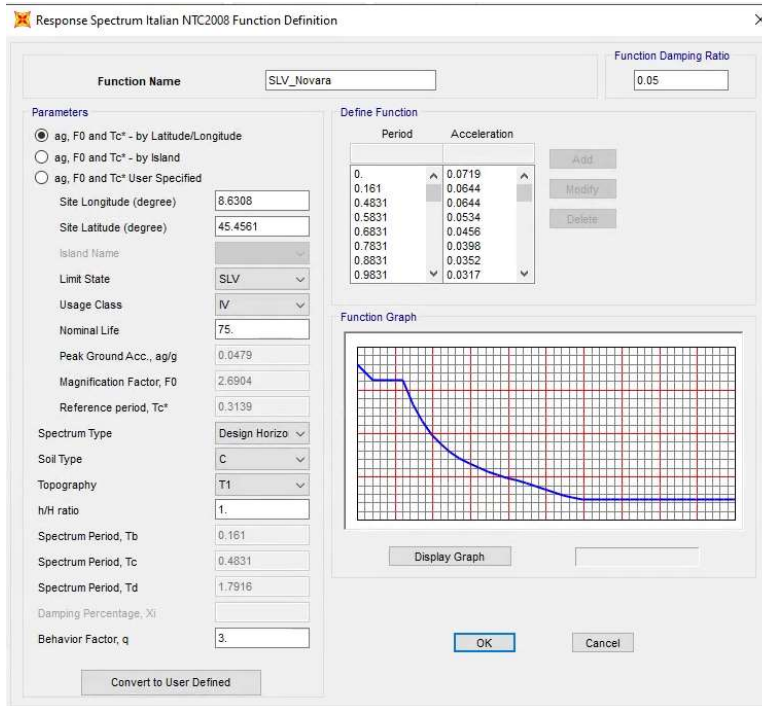 Response Spectrum Italian NTC2008 Function Definition
Function Damping Ratio
Function Name SLV_Novara 0.05
Parameters
ag, F0 and Tc* - by Latitude/Longitude
ag, F0 and Tc* - by Island
ag, F0 and Tc* User Specified
Site Longitude (degree) 8.6308
Site Latitude (degree) 45.4561
Island Name
Limit State SLV
Usage Class IV
Nominal Life 75.
Peak Ground Acc., ag/g 0.0479
Magnification Factor, F0 2.6904
Reference period, Tc* 0.3139
Spectrum Type Design Horizo
Soil Type C
Topography T1
h/H ratio 1.
Spectrum Period, Tb 0.161
Spectrum Period, Tc 0.4831
Spectrum Period, Td 1.7916
Damping Percentage, Xi
Behavior Factor, q 3.
Convert to User Defined
Define Function
Period Acceleration
0. 0.0719
0.161 0.0644
0.4831 0.0644
0.5831 0.0534
0.6831 0.0456
0.7831 0.0398
0.8831 0.0352
0.9831 0.0317
Add
Modify
Delete
Function Graph
Display Graph
OK Cancel